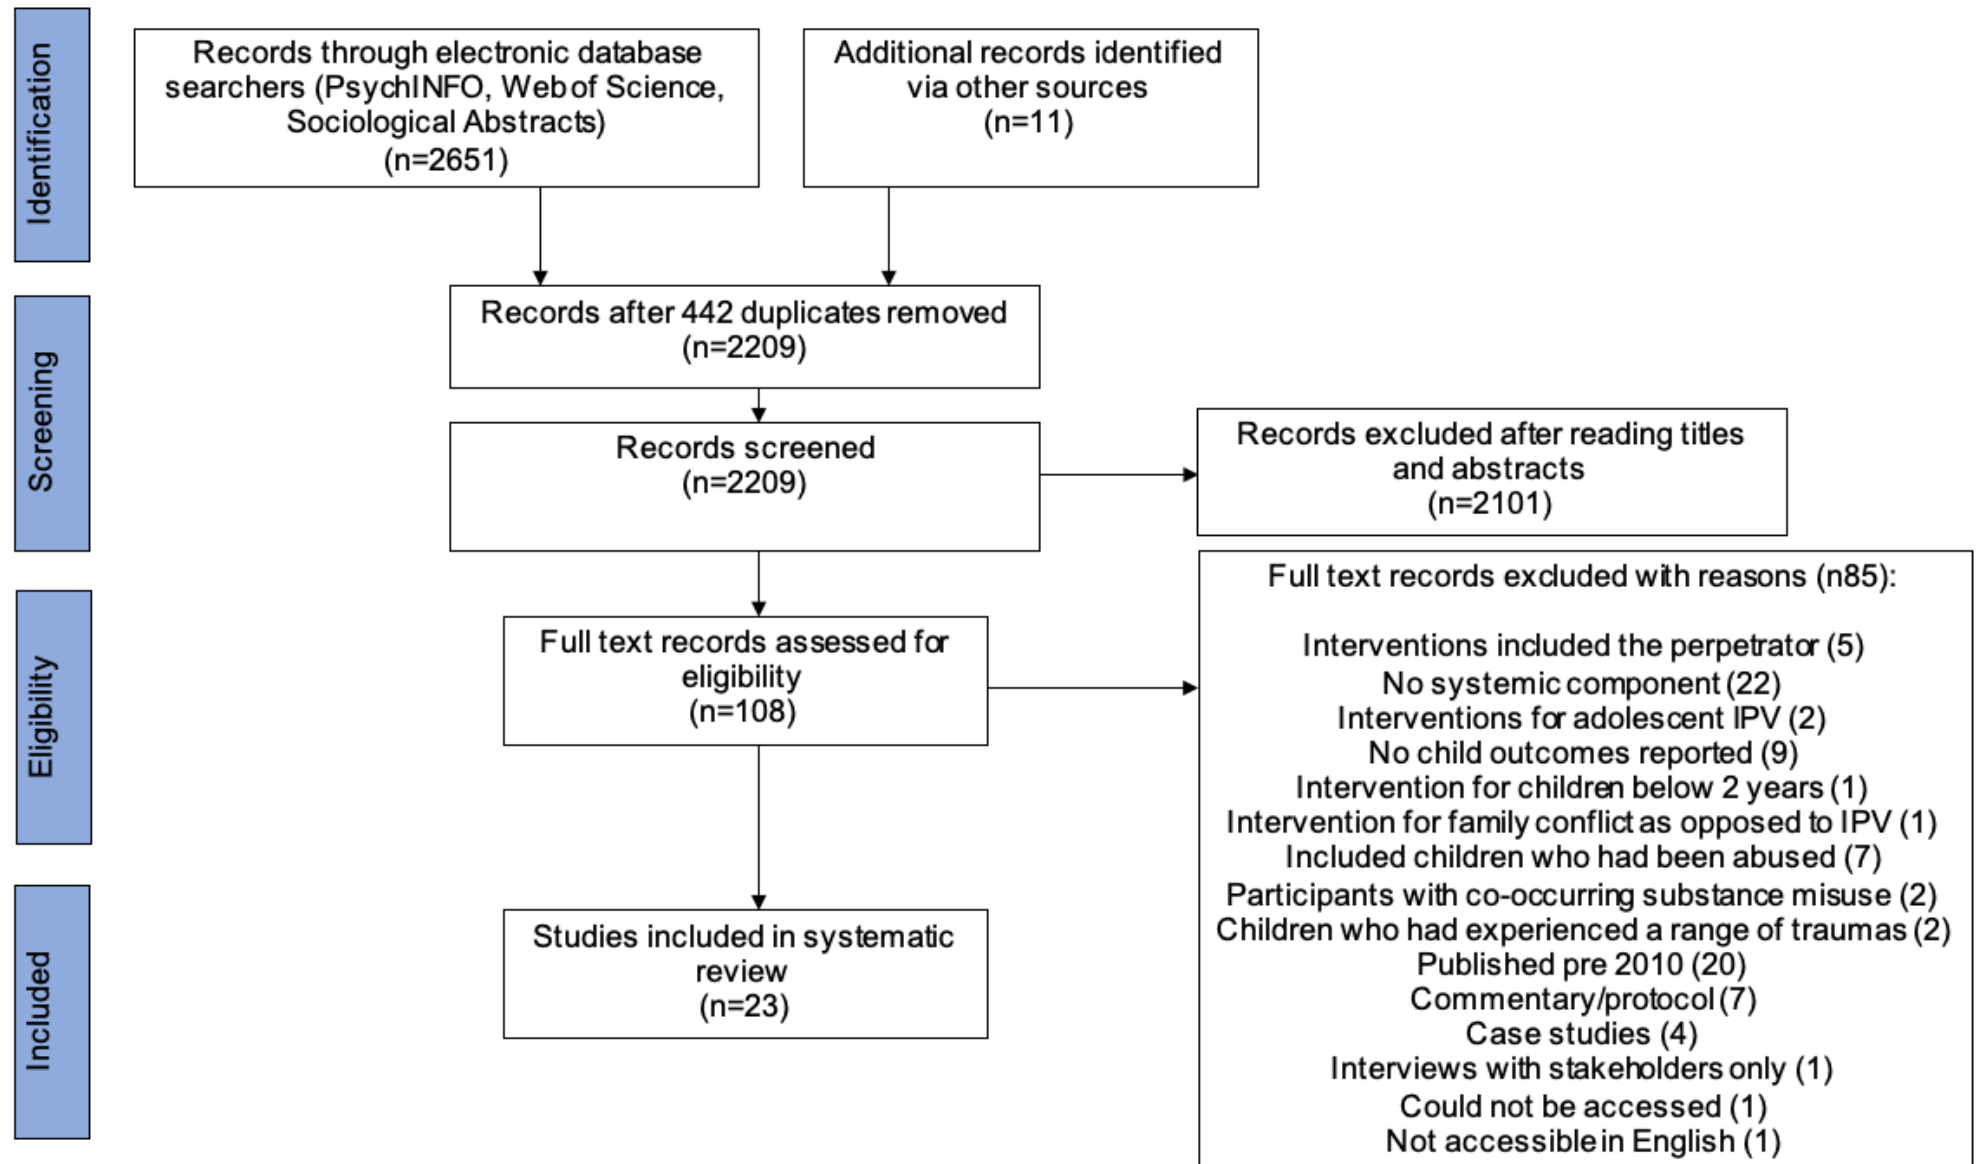 Identification
Records through electronic database
searchers (PsychINFO, Web of Science,
Sociological Abstracts)
(n=2651)
Additional records identified
via other sources
(n=11)
Screening
Records after 442 duplicates removed
(n=2209)
Records screened
(n=2209)
Records excluded after reading titles
and abstracts
(n=2101)
Eligibility
Full text records assessed for
eligibility
(n=108)
Full text records excluded with reasons (n85):
Interventions included the perpetrator (5)
No systemic component (22)
Interventions for adolescent IPV (2)
No child outcomes reported (9)
Intervention for children below 2 years (1)
Intervention for family conflict as opposed to IPV (1)
Included children who had been abused (7)
Participants with co-occurring substance misuse (2)
Children who had experienced a range of traumas (2)
Published pre 2010 (20)
Commentary/protocol (7)
Case studies (4)
Interviews with stakeholders only (1)
Could not be accessed (1)
Not accessible in English (1)
Included
Studies included in systematic
review
(n=23)